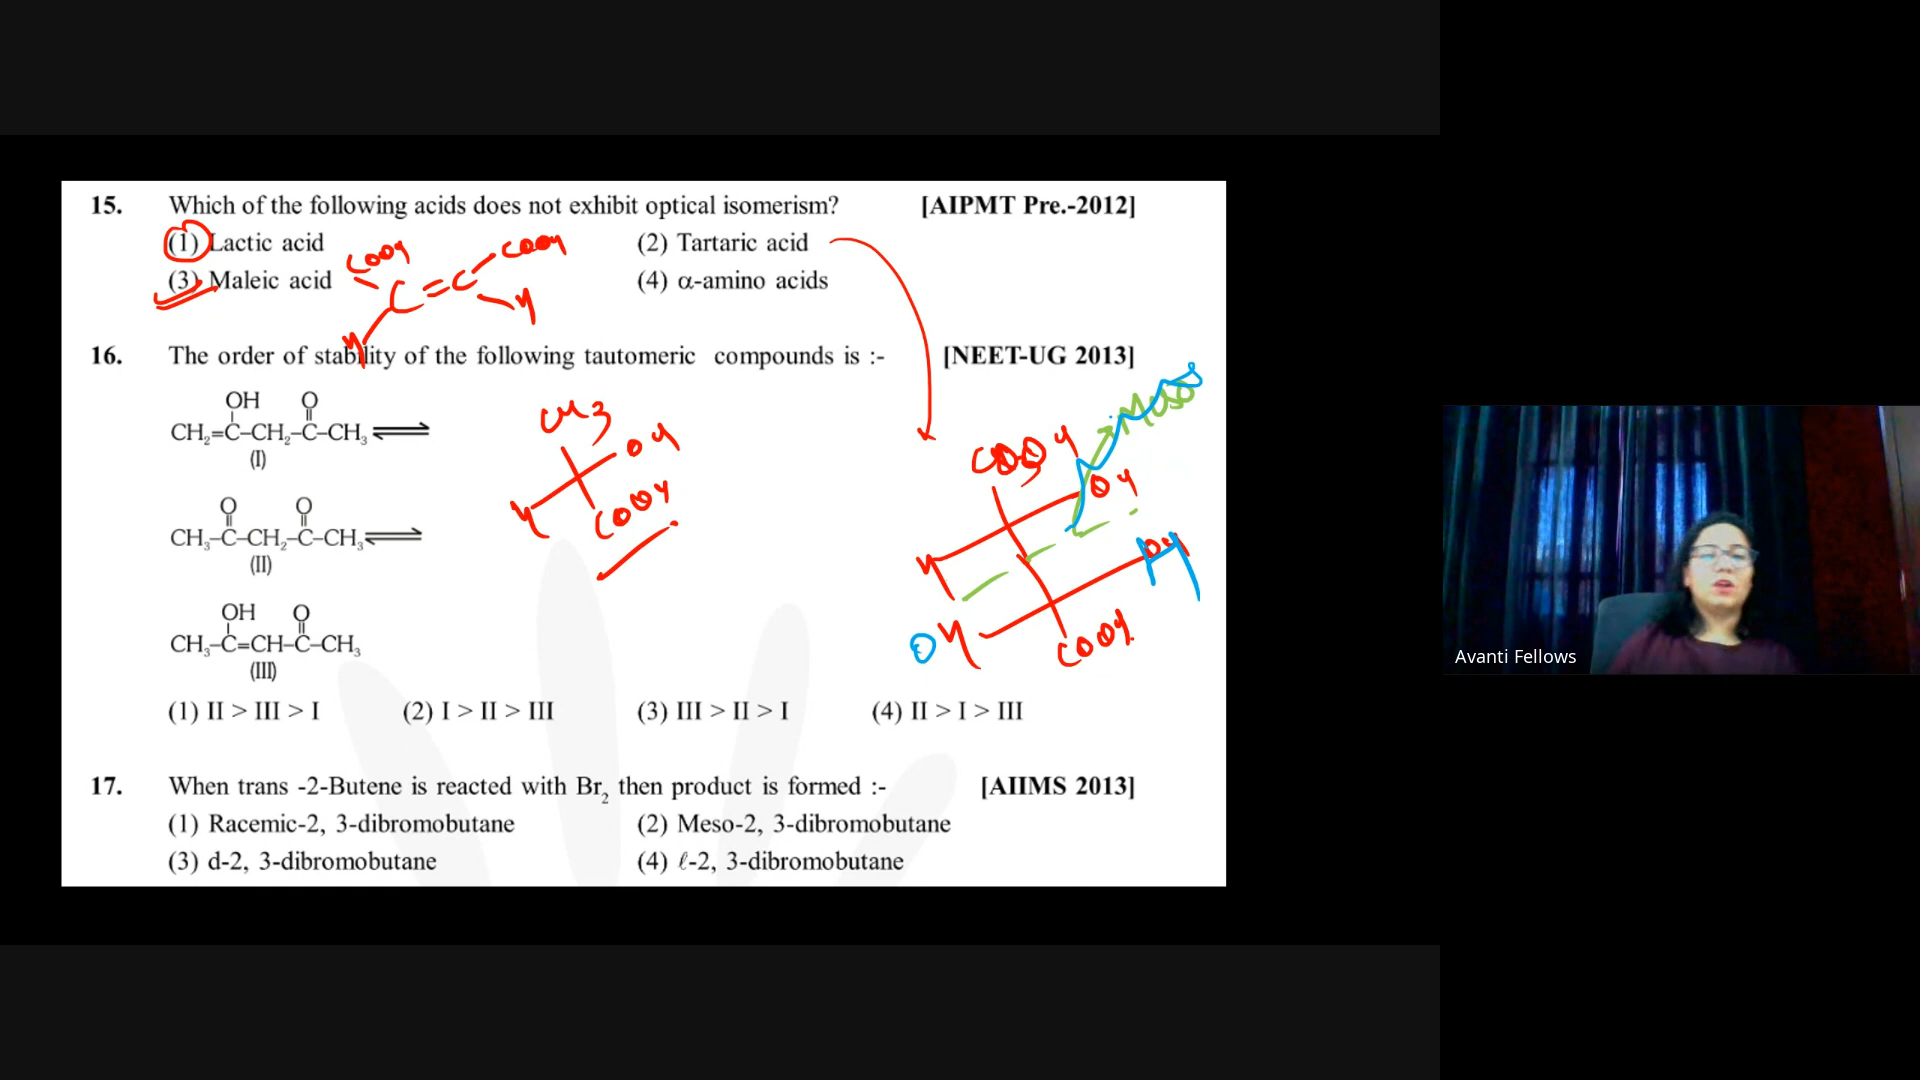 15. Which of the following acids does not exhibit optical isomerism? [AIPMT Pre.-2012]
(1) Lactic acid (2) Tartaric acid
(3) Maleic acid (4) α-amino acids
COOH COOH
C=C
H H
16. The order of stability of the following tautomeric compounds is :- [NEET-UG 2013]
OH O
CH₂=C–CH₂–C–CH₃ ⇌
(I)
O O
CH₃–C–CH₂–C–CH₃ ⇌
(II)
OH O
CH₃–C=CH–C–CH₃
(III)
CH3
OH
H COOH
Meso
COOH
OH
H
OH
COOH
(1) II > III > I (2) I > II > III (3) III > II > I (4) II > I > III
17. When trans -2-Butene is reacted with Br₂ then product is formed :- [AIIMS 2013]
(1) Racemic-2, 3-dibromobutane (2) Meso-2, 3-dibromobutane
(3) d-2, 3-dibromobutane (4) ℓ-2, 3-dibromobutane
Avanti Fellows